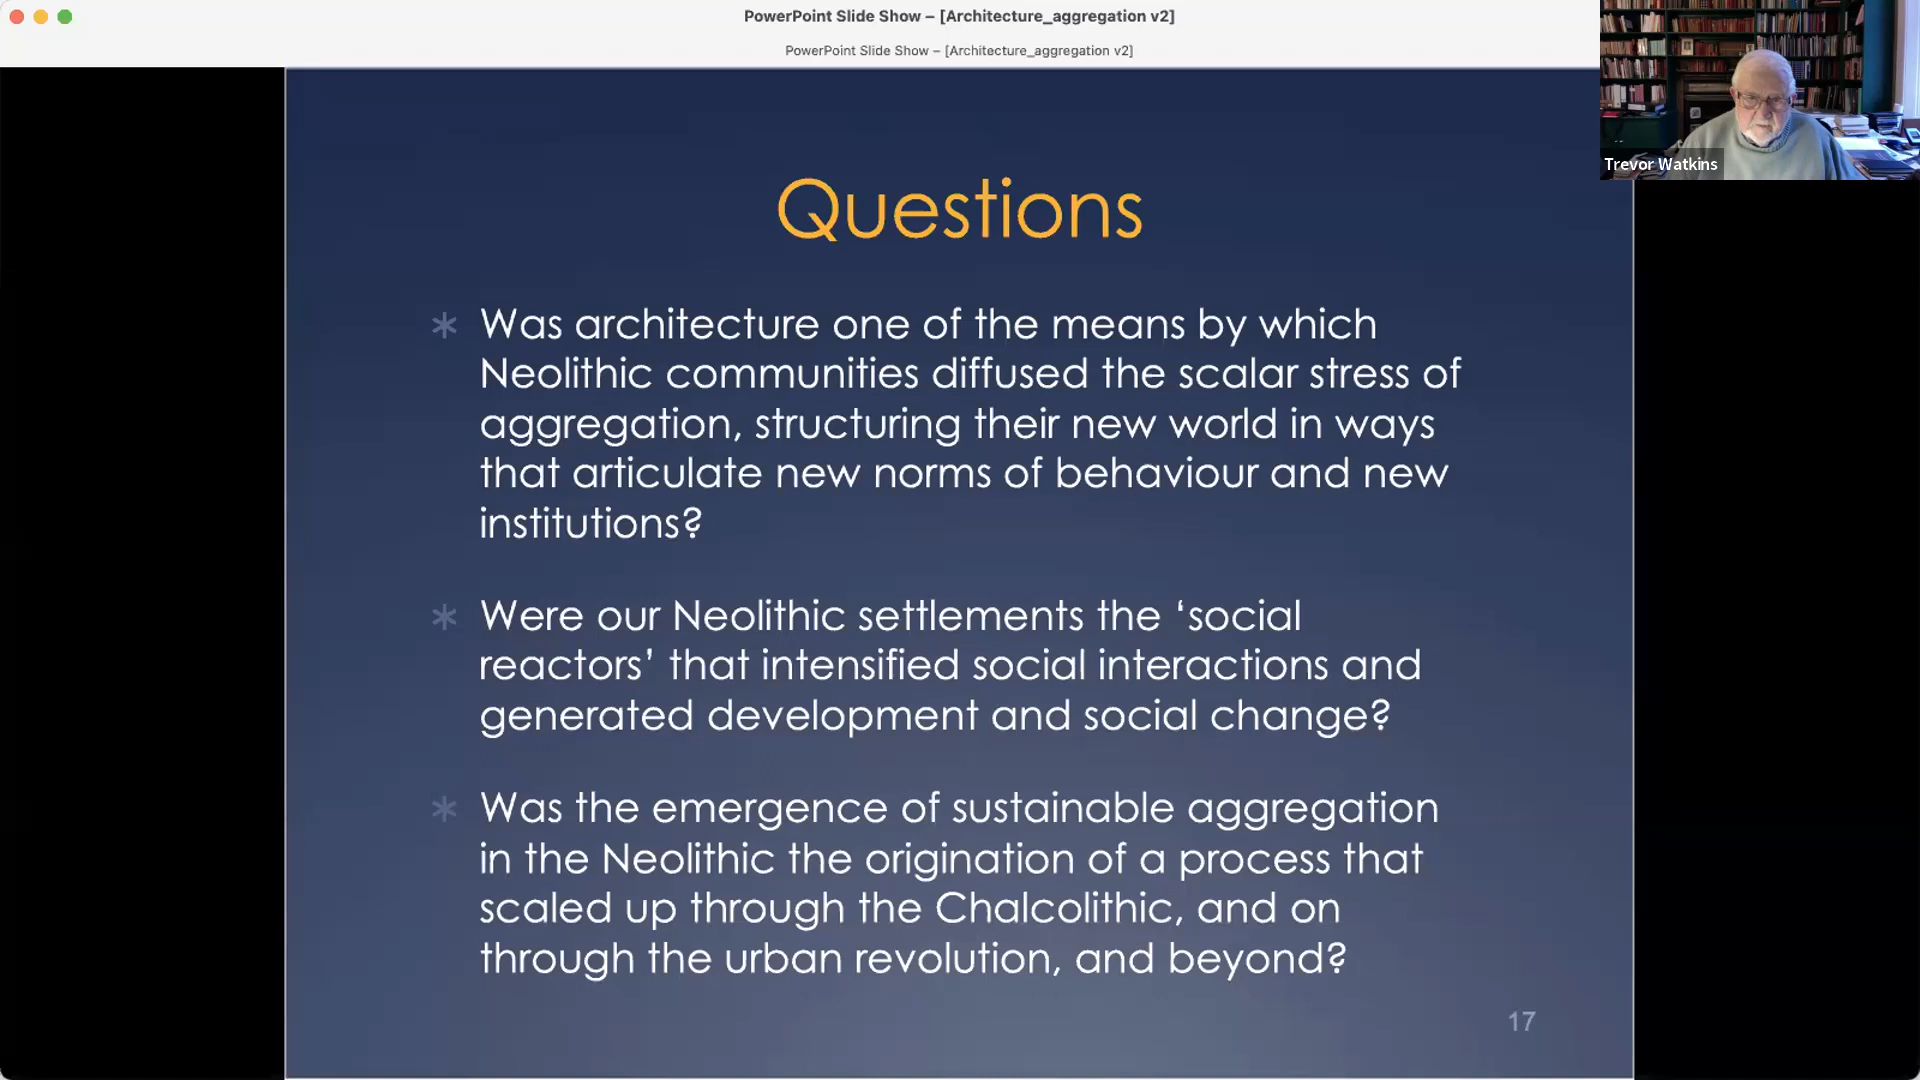 PowerPoint Slide Show – [Architecture_aggregation v2]
PowerPoint Slide Show – [Architecture_aggregation v2]
Trevor Watkins
Questions
* Was architecture one of the means by which
Neolithic communities diffused the scalar stress of
aggregation, structuring their new world in ways
that articulate new norms of behaviour and new
institutions?
* Were our Neolithic settlements the ‘social
reactors’ that intensified social interactions and
generated development and social change?
* Was the emergence of sustainable aggregation
in the Neolithic the origination of a process that
scaled up through the Chalcolithic, and on
through the urban revolution, and beyond?
17